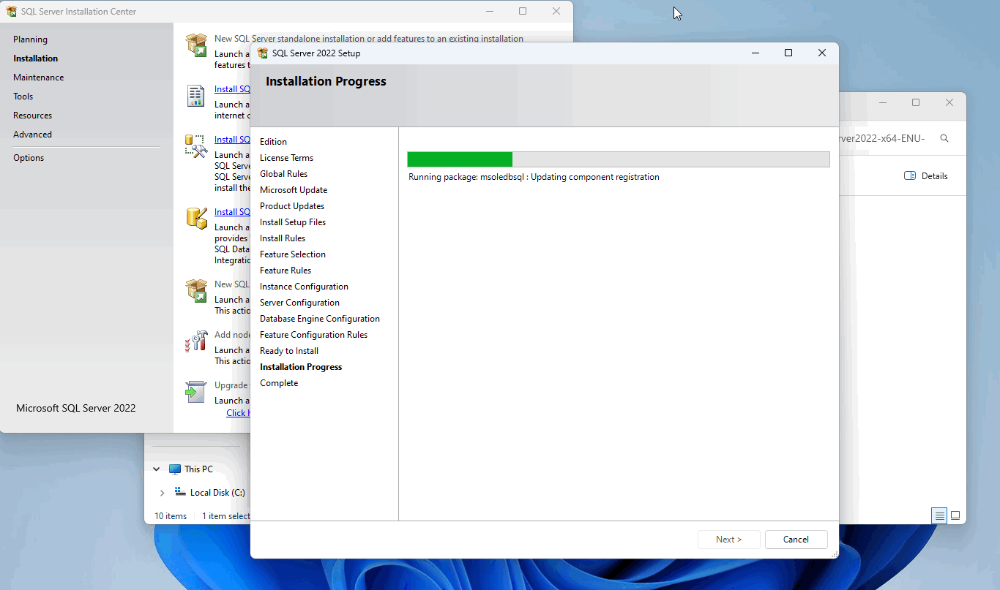 SQL Server Installation Center
Planning
Installation
Maintenance
Tools
Resources
Advanced
Options
Microsoft SQL Server 2022
New SQL Server standalone installation or add features to an existing installation
Launch a
features t
Install SQ
Launch a
internet c
Install SQ
Launch a
SQL Serve
SQL Serve
install the
Install SQ
Launch a
provides
SQL Data
Integratio
New SQL
Launch a
This actio
Add node
Launch a
This actio
Upgrade
Launch a
Click h
SQL Server 2022 Setup
Installation Progress
Edition
License Terms
Global Rules
Microsoft Update
Product Updates
Install Setup Files
Install Rules
Feature Selection
Feature Rules
Instance Configuration
Server Configuration
Database Engine Configuration
Feature Configuration Rules
Ready to Install
Installation Progress
Complete
Running package: msoledbsql : Updating component registration
Next >
Cancel
rver2022-x64-ENU-
Details
This PC
Local Disk (C:)
10 items
1 item select